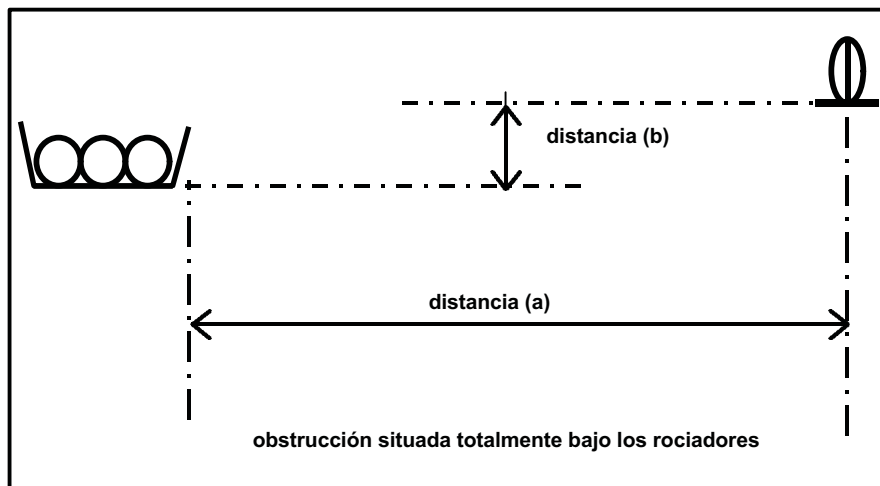 distancia (b)
distancia (a)
obstrucción situada totalmente bajo los rociadores